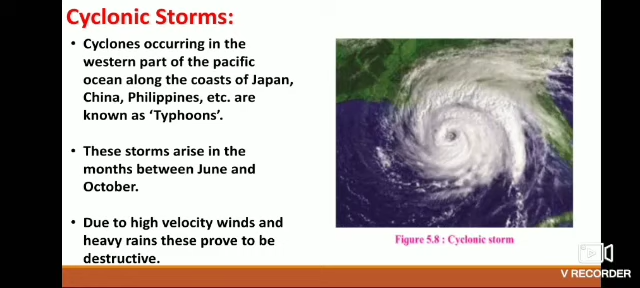 Cyclonic Storms:
• Cyclones occurring in the
western part of the pacific
ocean along the coasts of Japan,
China, Philippines, etc. are
known as ‘Typhoons’.
• These storms arise in the
months between June and
October.
• Due to high velocity winds and
heavy rains these prove to be
destructive.
Figure 5.8 : Cyclonic storm
V RECORDER